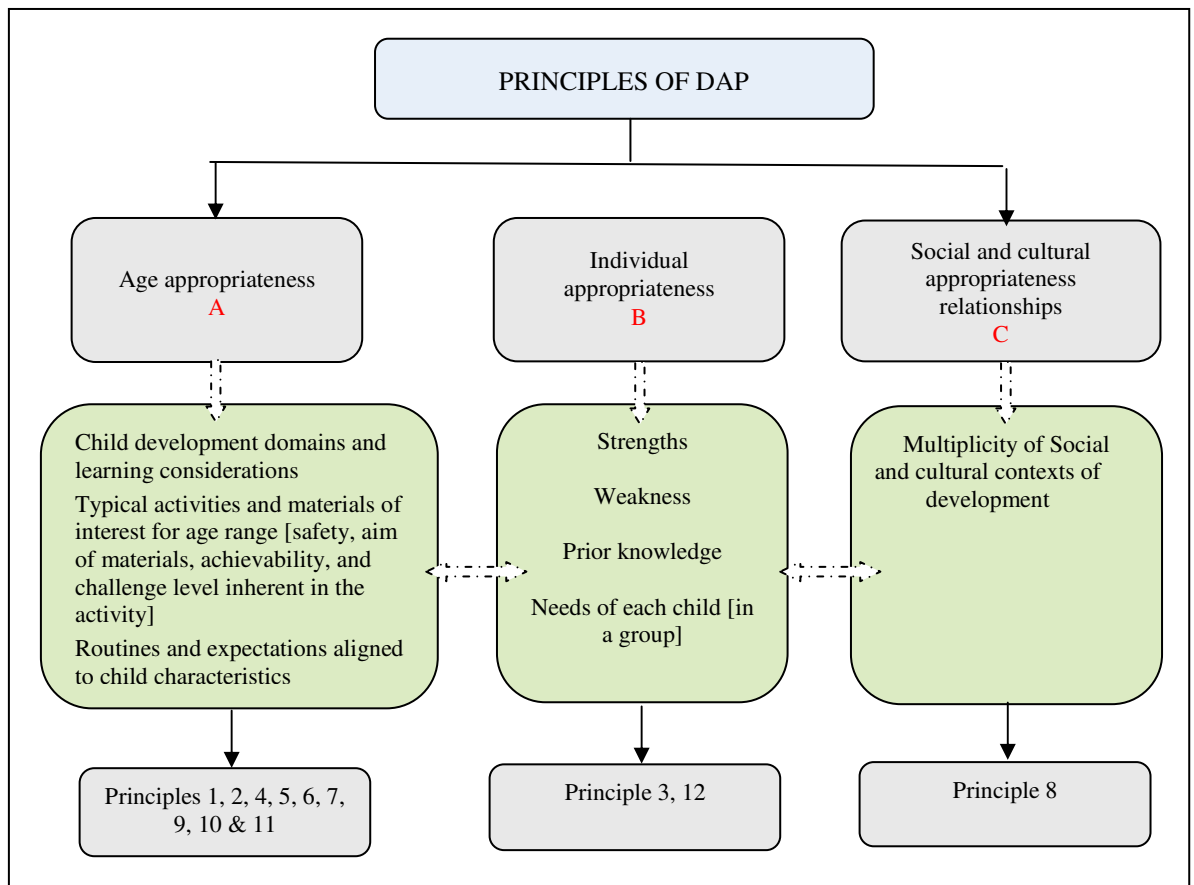 PRINCIPLES OF DAP
Age appropriateness
A
Individual
appropriateness
B
Social and cultural
appropriateness
relationships
C
Child development domains and
learning considerations
Typical activities and materials of
interest for age range [safety, aim
of materials, achievability, and
challenge level inherent in the
activity]
Routines and expectations aligned
to child characteristics
Strengths
Weakness
Prior knowledge
Needs of each child [in
a group]
Multiplicity of Social
and cultural contexts of
development
Principles 1, 2, 4, 5, 6, 7,
9, 10 & 11
Principle 3, 12
Principle 8